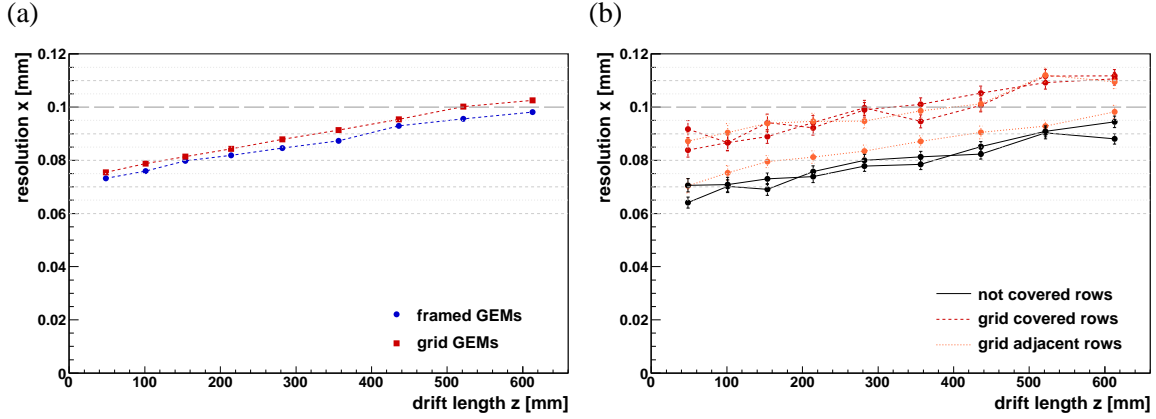 (a)
(b)
resolution x [mm]
0.12
0.1
0.08
0.06
0.04
0.02
0
framed GEMs
grid GEMs
0 100 200 300 400 500 600
drift length z [mm]
resolution x [mm]
0.12
0.1
0.08
0.06
0.04
0.02
0
not covered rows
grid covered rows
grid adjacent rows
0 100 200 300 400 500 600
drift length z [mm]